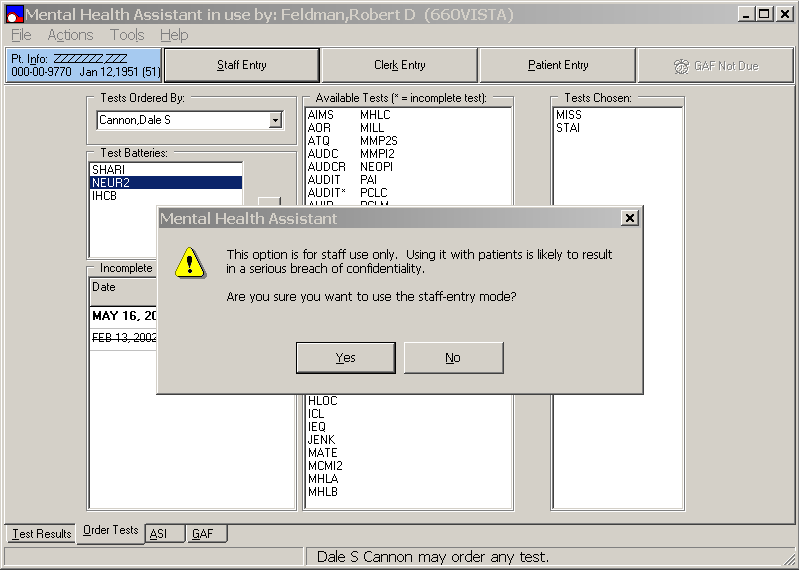 Mental Health Assistant in use by: Feldman,Robert D (660VISTA)
File Actions Tools Help
Pt. Info: ZZZZZZZZ,ZZZ
000-00-9770 Jan 12,1951 (51)
Staff Entry
Clerk Entry
Patient Entry
GAF Not Due
Tests Ordered By:
Cannon,Dale S
Test Batteries:
SHARI
NEUR2
IHCB
Incomplete
Date
MAY 16, 20
FEB 13, 2002
Available Tests (* = incomplete test):
AIMS MHLC
AOR MILL
ATQ MMP2S
AUDC MMPI2
AUDCR NEOPI
AUDIT PAI
AUDIT* PCLC
HLOC
ICL
IEQ
JENK
MATE
MCMI2
MHLA
MHLB
Tests Chosen:
MISS
STAI
Mental Health Assistant
This option is for staff use only. Using it with patients is likely to result
in a serious breach of confidentiality.
Are you sure you want to use the staff-entry mode?
Yes
No
Test Results
Order Tests
ASI
GAF
Dale S Cannon may order any test.